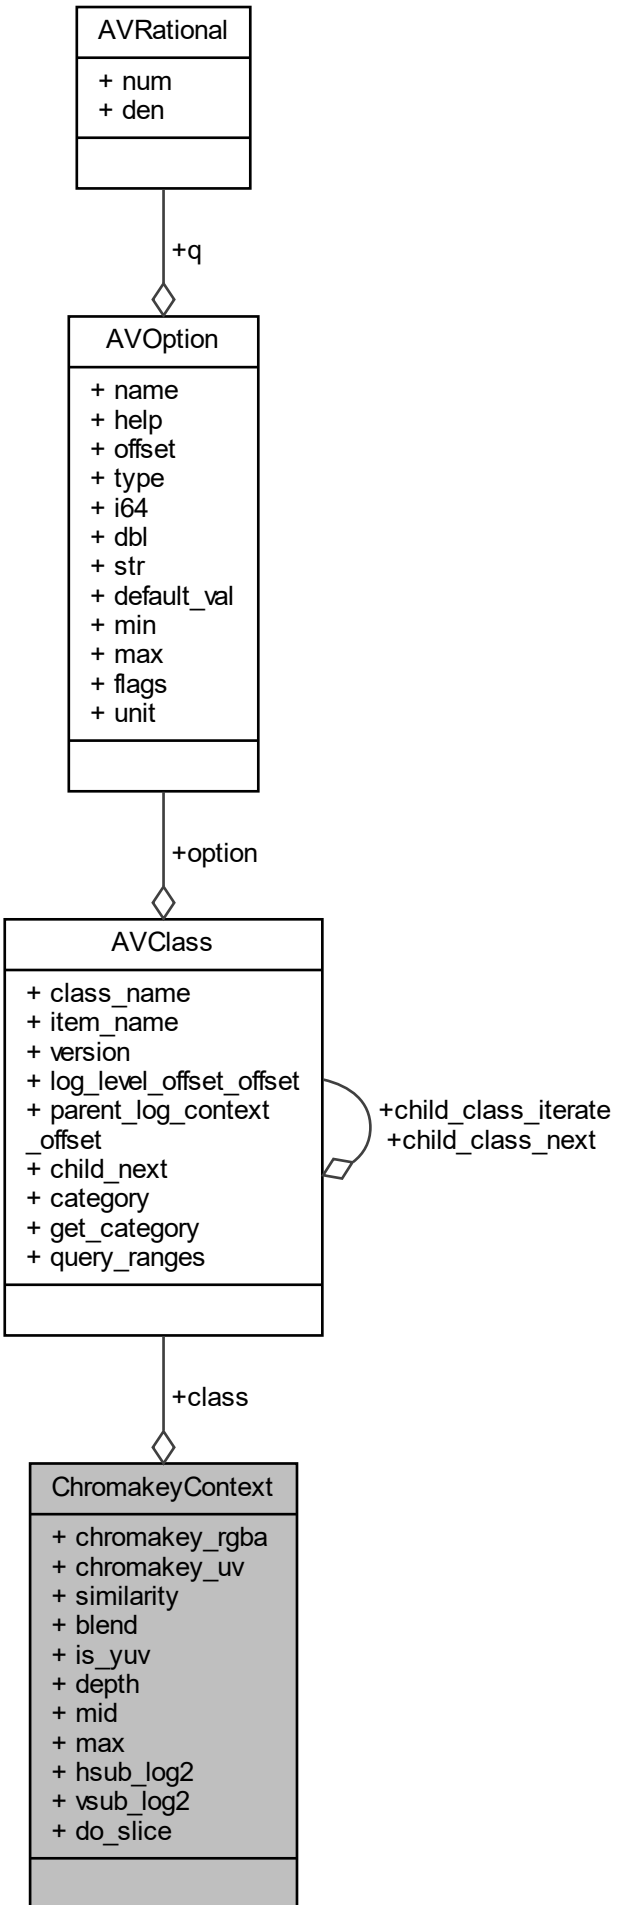 AVRational
+ num
+ den
+q
AVOption
+ name
+ help
+ offset
+ type
+ i64
+ dbl
+ str
+ default_val
+ min
+ max
+ flags
+ unit
+option
AVClass
+ class_name
+ item_name
+ version
+ log_level_offset_offset
+ parent_log_context
_offset
+ child_next
+ category
+ get_category
+ query_ranges
+child_class_iterate
+child_class_next
+class
ChromakeyContext
+ chromakey_rgba
+ chromakey_uv
+ similarity
+ blend
+ is_yuv
+ depth
+ mid
+ max
+ hsub_log2
+ vsub_log2
+ do_slice